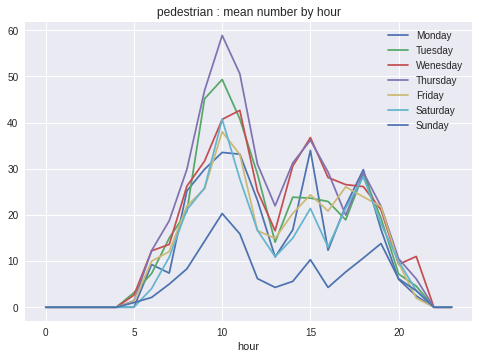 pedestrian : mean number by hour
60
50
40
30
20
10
0
Monday
Tuesday
Wenesday
Thursday
Friday
Saturday
Sunday
0 5 10 15 20
hour